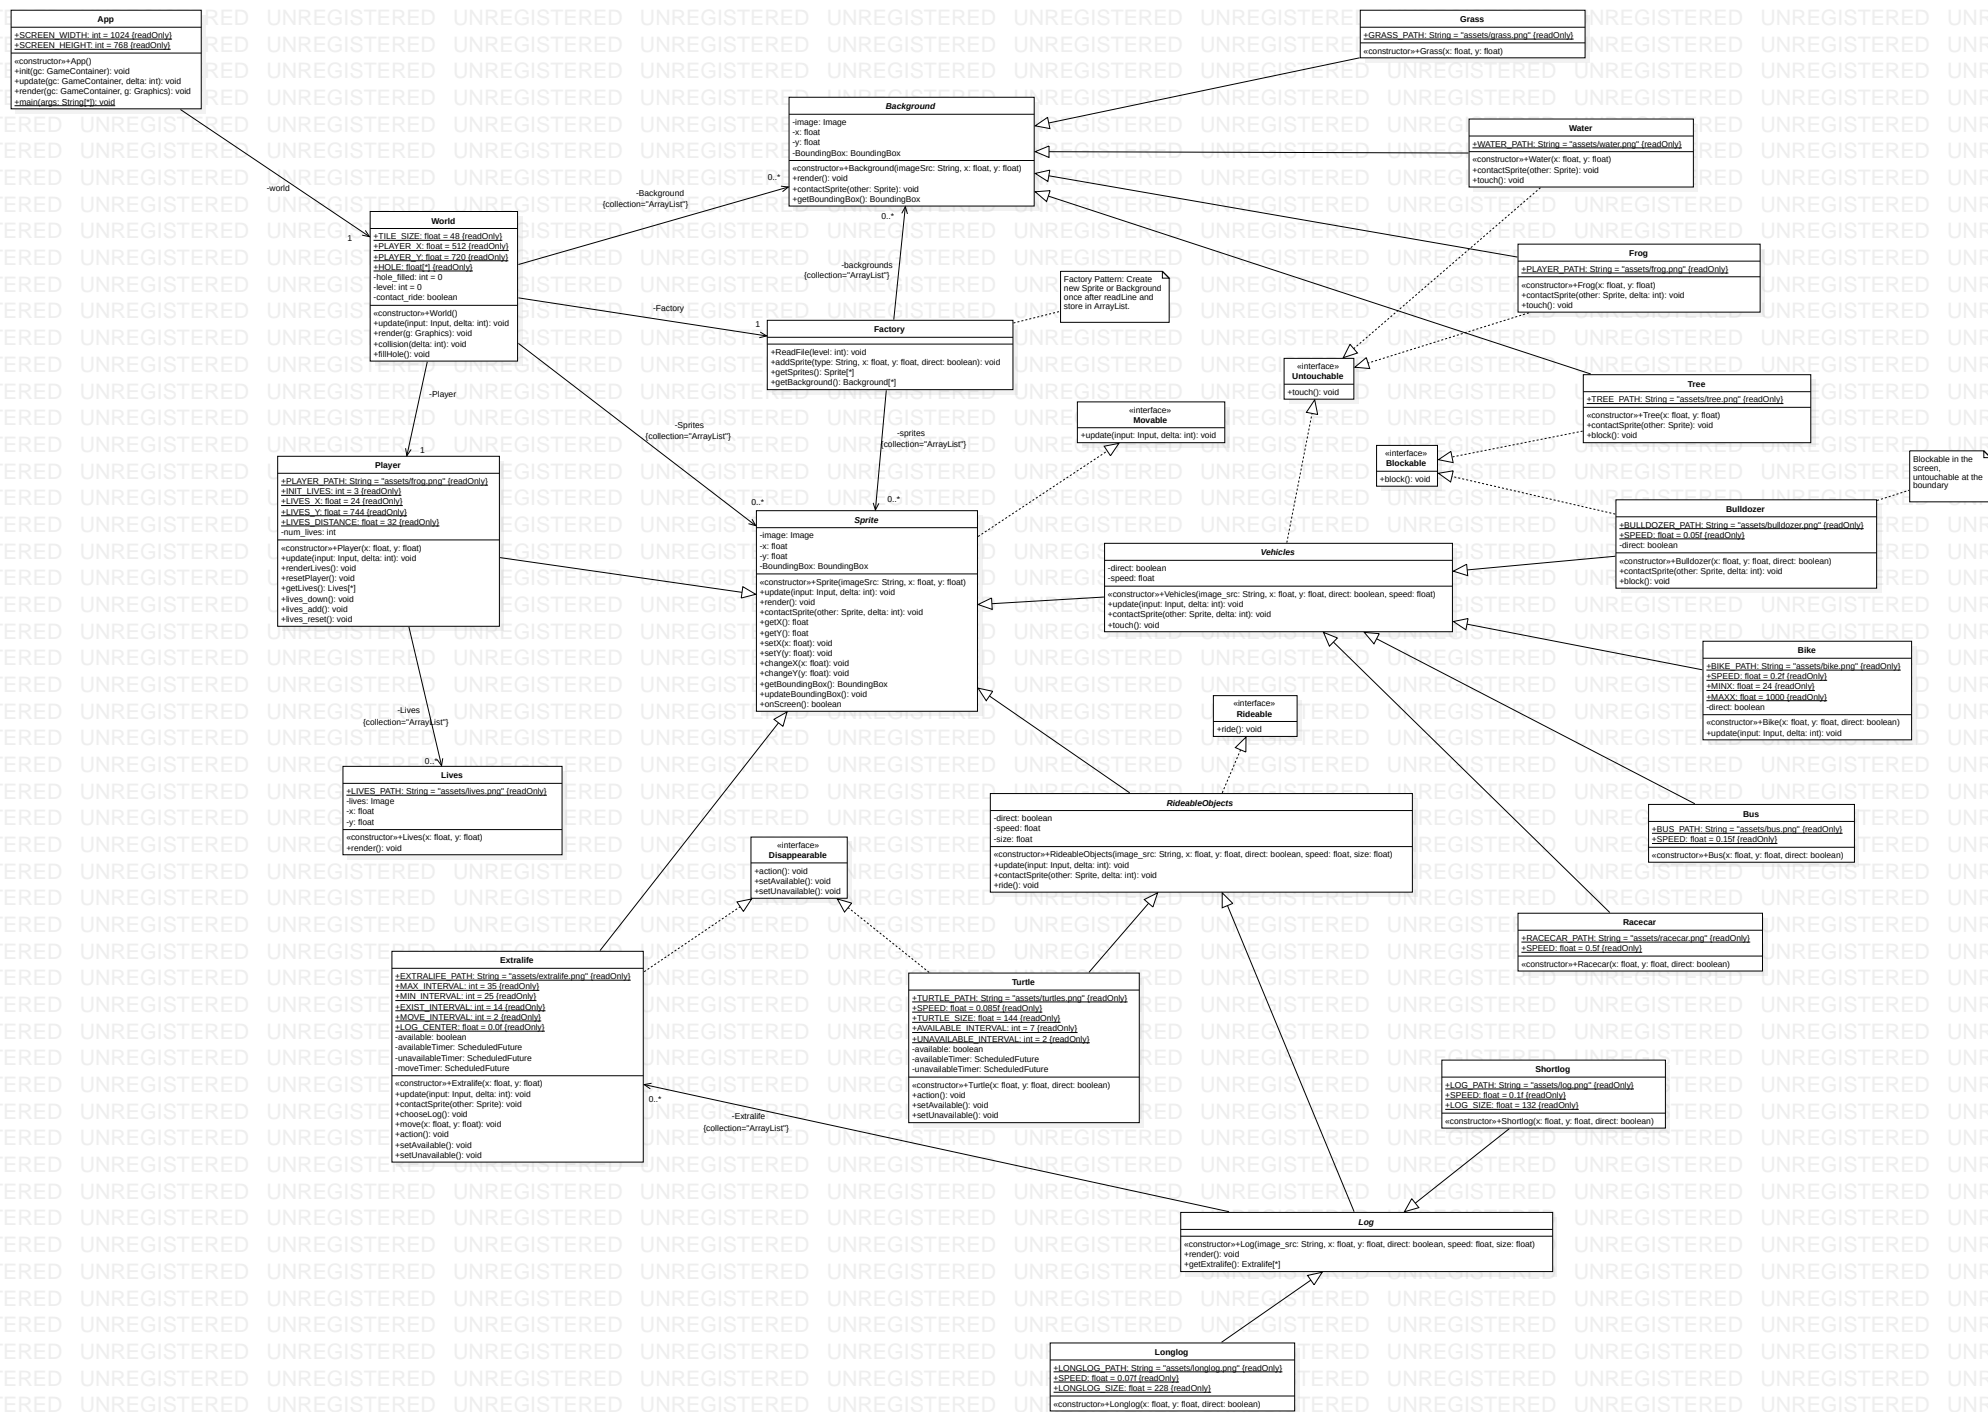 App
+SCREEN_WIDTH: int = 1024 {readOnly}
+SCREEN_HEIGHT: int = 768 {readOnly}
«constructor»+App()
+init(gc: GameContainer): void
+update(gc: GameContainer, delta: int): void
+render(gc: GameContainer, g: Graphics): void
+main(args: String[*]): void
-world
1
World
+TILE_SIZE: float = 48 {readOnly}
+PLAYER_X: float = 512 {readOnly}
+PLAYER_Y: float = 720 {readOnly}
+HOLE: float[*] {readOnly}
-hole_filled: int = 0
-level: int = 0
-contact_ride: boolean
«constructor»+World()
+update(input: Input, delta: int): void
+render(g: Graphics): void
+collision(delta: int): void
+fillHole(): void
-Background
{collection="ArrayList"}
0..*
-Factory
1
-Sprites
{collection="ArrayList"}
0..*
-Player
1
Background
-image: Image
-x: float
-y: float
-BoundingBox: BoundingBox
«constructor»+Background(imageSrc: String, x: float, y: float)
+render(): void
+contactSprite(other: Sprite): void
+getBoundingBox(): BoundingBox
0..*
-backgrounds
{collection="ArrayList"}
Factory Pattern: Create
new Sprite or Background
once after readLine and
store in ArrayList.
Factory
+ReadFile(level: int): void
+addSprite(type: String, x: float, y: float, direct: boolean): void
+getSprites(): Sprite[*]
+getBackground(): Background[*]
-sprites
{collection="ArrayList"}
0..*
Grass
+GRASS_PATH: String = "assets/grass.png" {readOnly}
«constructor»+Grass(x: float, y: float)
Water
+WATER_PATH: String = "assets/water.png" {readOnly}
«constructor»+Water(x: float, y: float)
+contactSprite(other: Sprite): void
+touch(): void
Frog
+PLAYER_PATH: String = "assets/frog.png" {readOnly}
«constructor»+Frog(x: float, y: float)
+contactSprite(other: Sprite, delta: int): void
+touch(): void
«interface»
Untouchable
+touch(): void
Tree
+TREE_PATH: String = "assets/tree.png" {readOnly}
«constructor»+Tree(x: float, y: float)
+contactSprite(other: Sprite): void
+block(): void
«interface»
Movable
+update(input: Input, delta: int): void
«interface»
Blockable
+block(): void
Blockable in the
screen,
untouchable at the
boundary
Player
+PLAYER_PATH: String = "assets/frog.png" {readOnly}
+INIT_LIVES: int = 3 {readOnly}
+LIVES_X: float = 24 {readOnly}
+LIVES_Y: float = 744 {readOnly}
+LIVES_DISTANCE: float = 32 {readOnly}
-num_lives: int
«constructor»+Player(x: float, y: float)
+update(input: Input, delta: int): void
+renderLives(): void
+resetPlayer(): void
+getLives(): Lives[*]
+lives_down(): void
+lives_add(): void
+lives_reset(): void
-Lives
{collection="ArrayList"}
0..*
Sprite
-image: Image
-x: float
-y: float
-BoundingBox: BoundingBox
«constructor»+Sprite(imageSrc: String, x: float, y: float)
+update(input: Input, delta: int): void
+render(): void
+contactSprite(other: Sprite, delta: int): void
+getX(): float
+getY(): float
+setX(x: float): void
+setY(y: float): void
+changeX(x: float): void
+changeY(y: float): void
+getBoundingBox(): BoundingBox
+updateBoundingBox(): void
+onScreen(): boolean
Vehicles
-direct: boolean
-speed: float
«constructor»+Vehicles(image_src: String, x: float, y: float, direct: boolean, speed: float)
+update(input: Input, delta: int): void
+contactSprite(other: Sprite, delta: int): void
+touch(): void
Bulldozer
+BULLDOZER_PATH: String = "assets/bulldozer.png" {readOnly}
+SPEED: float = 0.05f {readOnly}
-direct: boolean
«constructor»+Bulldozer(x: float, y: float, direct: boolean)
+contactSprite(other: Sprite, delta: int): void
+block(): void
Bike
+BIKE_PATH: String = "assets/bike.png" {readOnly}
+SPEED: float = 0.2f {readOnly}
+MINX: float = 24 {readOnly}
+MAXX: float = 1000 {readOnly}
-direct: boolean
«constructor»+Bike(x: float, y: float, direct: boolean)
+update(input: Input, delta: int): void
«interface»
Rideable
+ride(): void
Lives
+LIVES_PATH: String = "assets/lives.png" {readOnly}
-lives: Image
-x: float
-y: float
«constructor»+Lives(x: float, y: float)
+render(): void
RideableObjects
-direct: boolean
-speed: float
-size: float
«constructor»+RideableObjects(image_src: String, x: float, y: float, direct: boolean, speed: float, size: float)
+update(input: Input, delta: int): void
+contactSprite(other: Sprite, delta: int): void
+ride(): void
Bus
+BUS_PATH: String = "assets/bus.png" {readOnly}
+SPEED: float = 0.15f {readOnly}
«constructor»+Bus(x: float, y: float, direct: boolean)
«interface»
Disappearable
+action(): void
+setAvailable(): void
+setUnavailable(): void
Racecar
+RACECAR_PATH: String = "assets/racecar.png" {readOnly}
+SPEED: float = 0.5f {readOnly}
«constructor»+Racecar(x: float, y: float, direct: boolean)
Extralife
+EXTRALIFE_PATH: String = "assets/extralife.png" {readOnly}
+MAX_INTERVAL: int = 35 {readOnly}
+MIN_INTERVAL: int = 25 {readOnly}
+EXIST_INTERVAL: int = 14 {readOnly}
+MOVE_INTERVAL: int = 2 {readOnly}
+LOG_CENTER: float = 0.0f {readOnly}
-available: boolean
-availableTimer: ScheduledFuture
-unavailableTimer: ScheduledFuture
-moveTimer: ScheduledFuture
«constructor»+Extralife(x: float, y: float)
+update(input: Input, delta: int): void
+contactSprite(other: Sprite): void
+chooseLog(): void
+move(x: float, y: float): void
+action(): void
+setAvailable(): void
+setUnavailable(): void
0..*
-Extralife
{collection="ArrayList"}
Turtle
+TURTLE_PATH: String = "assets/turtles.png" {readOnly}
+SPEED: float = 0.085f {readOnly}
+TURTLE_SIZE: float = 144 {readOnly}
+AVAILABLE_INTERVAL: int = 7 {readOnly}
+UNAVAILABLE_INTERVAL: int = 2 {readOnly}
-available: boolean
-availableTimer: ScheduledFuture
-unavailableTimer: ScheduledFuture
«constructor»+Turtle(x: float, y: float, direct: boolean)
+action(): void
+setAvailable(): void
+setUnavailable(): void
Shortlog
+LOG_PATH: String = "assets/log.png" {readOnly}
+SPEED: float = 0.1f {readOnly}
+LOG_SIZE: float = 132 {readOnly}
«constructor»+Shortlog(x: float, y: float, direct: boolean)
Log
«constructor»+Log(image_src: String, x: float, y: float, direct: boolean, speed: float, size: float)
+render(): void
+getExtralife(): Extralife[*]
Longlog
+LONGLOG_PATH: String = "assets/longlog.png" {readOnly}
+SPEED: float = 0.07f {readOnly}
+LONGLOG_SIZE: float = 228 {readOnly}
«constructor»+Longlog(x: float, y: float, direct: boolean)
UNREGISTERED